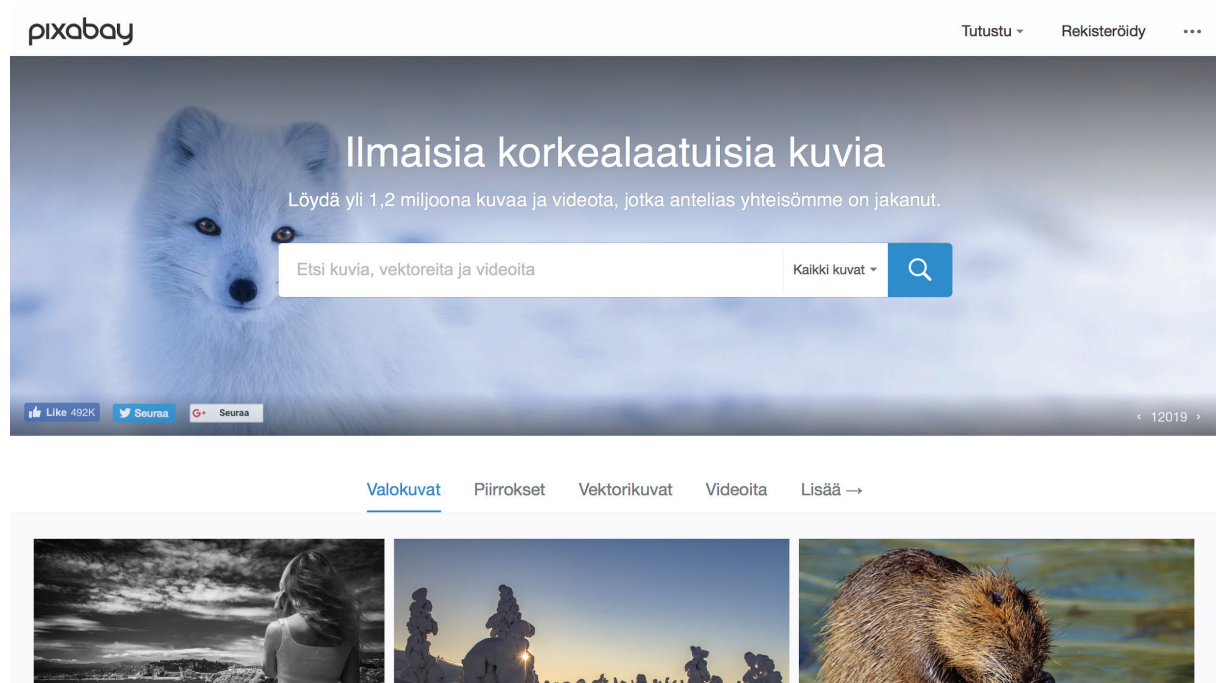 pixabay
Tutustu
Rekisteröidy
Ilmaisia korkealaatuisia kuvia
Löydä yli 1,2 miljoona kuvaa ja videota, jotka antelias yhteisömme on jakanut.
Etsi kuvia, vektoreita ja videoita
Kaikki kuvat
Like 492K
Seuraa
G+ Seuraa
‹ 12019 ›
Valokuvat
Piirrokset
Vektorikuvat
Videoita
Lisää →